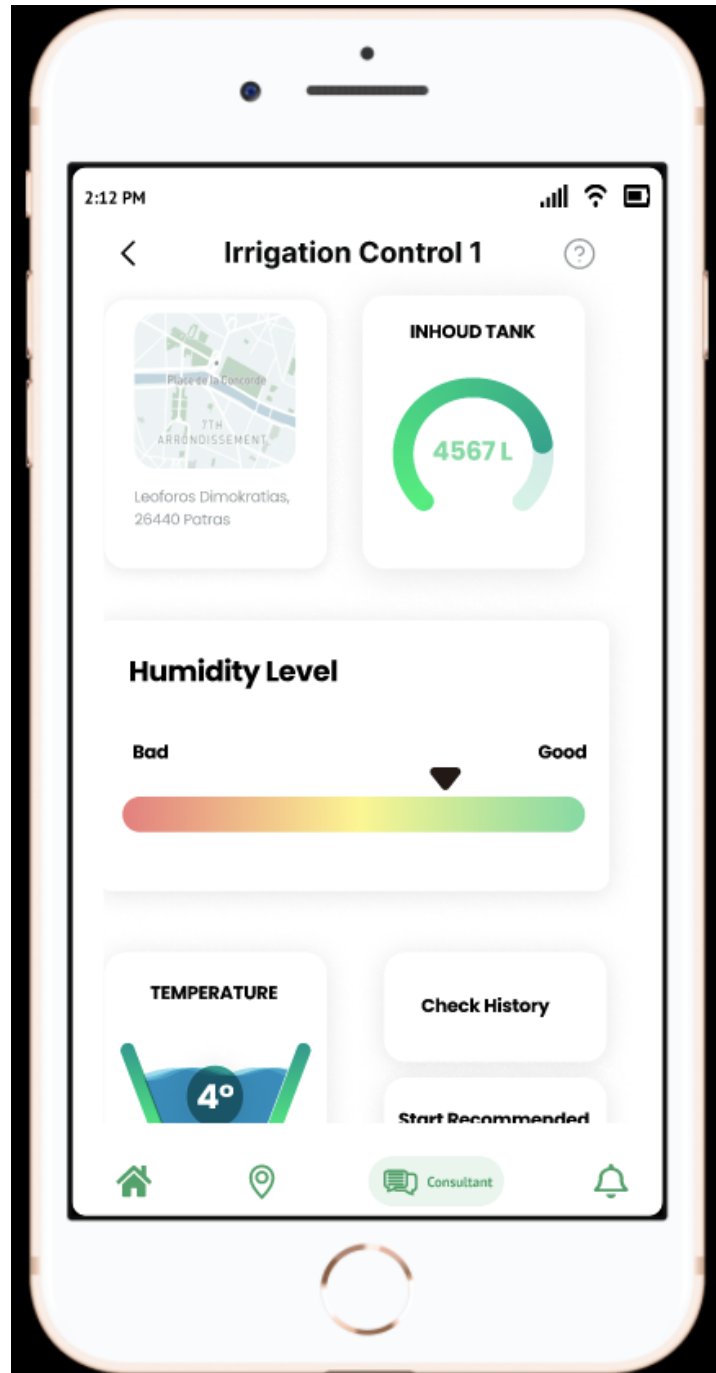 2:12 PM
Irrigation Control 1
?
Place de la Concorde
7TH
ARRONDISSEMENT
Leoforos Dimokratias,
26440 Patras
INHOUD TANK
4567 L
Humidity Level
Bad
Good
TEMPERATURE
4º
Check History
Start Recommended
Consultant